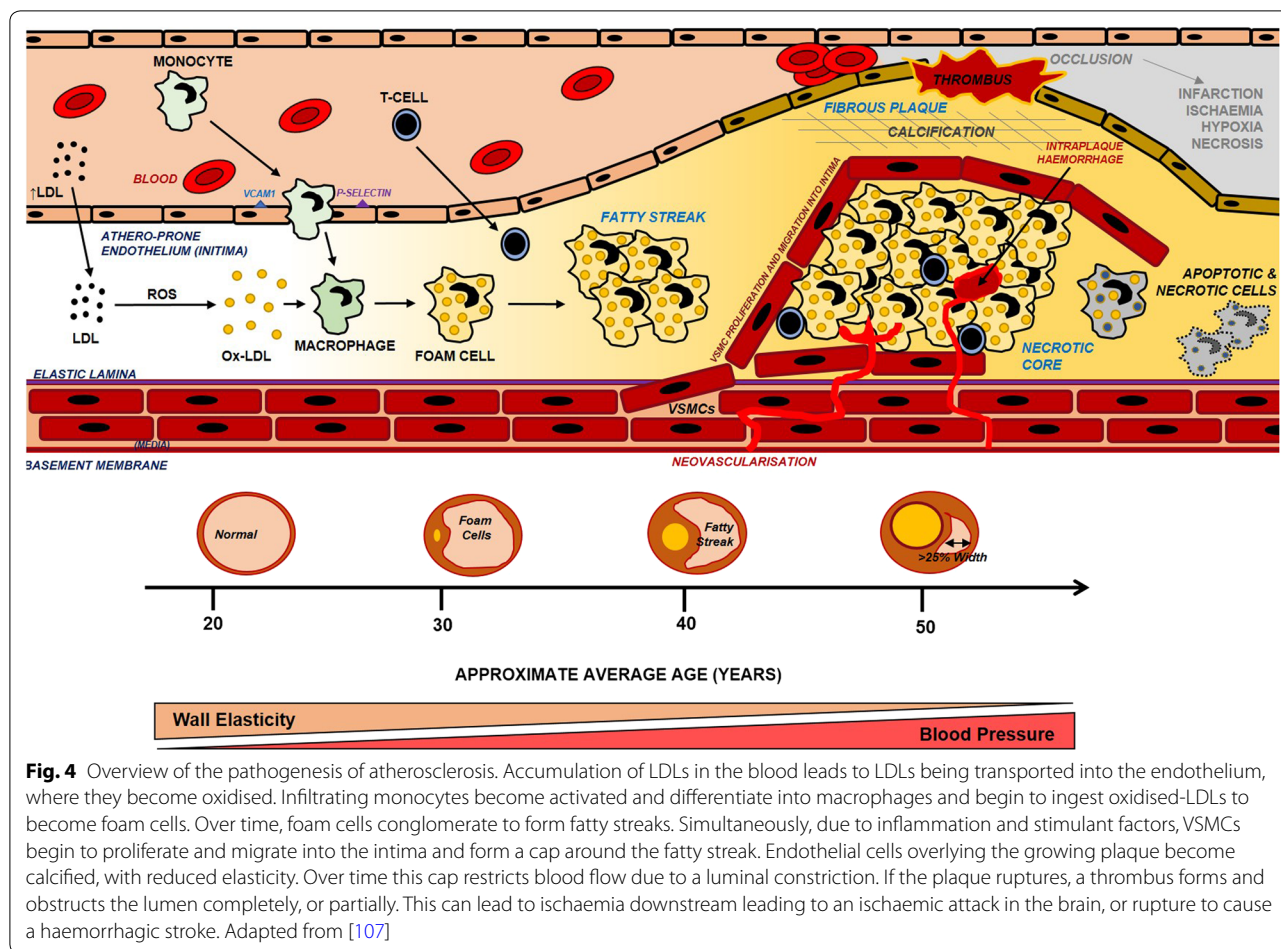 MONOCYTE
T-CELL
↑LDL
BLOOD
VCAM1
P-SELECTIN
ATHERO-PRONE
ENDOTHELIUM (INITIMA)
ROS
LDL
Ox-LDL
MACROPHAGE
FOAM CELL
FATTY STREAK
THROMBUS
OCCLUSION
INFARCTION
ISCHAEMIA
HYPOXIA
NECROSIS
FIBROUS PLAQUE
CALCIFICATION
INTRAPLAQUE
HAEMORRHAGE
VSMC PROLIFERATION AND MIGRATION INTO INTIMA
APOPTOTIC &
NECROTIC CELLS
NECROTIC
CORE
ELASTIC LAMINA
VSMCs
(MEDIA)
BASEMENT MEMBRANE
NEOVASCULARISATION
Normal
Foam
Cells
Fatty
Streak
>25% Width
20
30
40
50
APPROXIMATE AVERAGE AGE (YEARS)
Wall Elasticity
Blood Pressure
Fig. 4 Overview of the pathogenesis of atherosclerosis. Accumulation of LDLs in the blood leads to LDLs being transported into the endothelium,
where they become oxidised. Infiltrating monocytes become activated and differentiate into macrophages and begin to ingest oxidised-LDLs to
become foam cells. Over time, foam cells conglomerate to form fatty streaks. Simultaneously, due to inflammation and stimulant factors, VSMCs
begin to proliferate and migrate into the intima and form a cap around the fatty streak. Endothelial cells overlying the growing plaque become
calcified, with reduced elasticity. Over time this cap restricts blood flow due to a luminal constriction. If the plaque ruptures, a thrombus forms and
obstructs the lumen completely, or partially. This can lead to ischaemia downstream leading to an ischaemic attack in the brain, or rupture to cause
a haemorrhagic stroke. Adapted from [107]